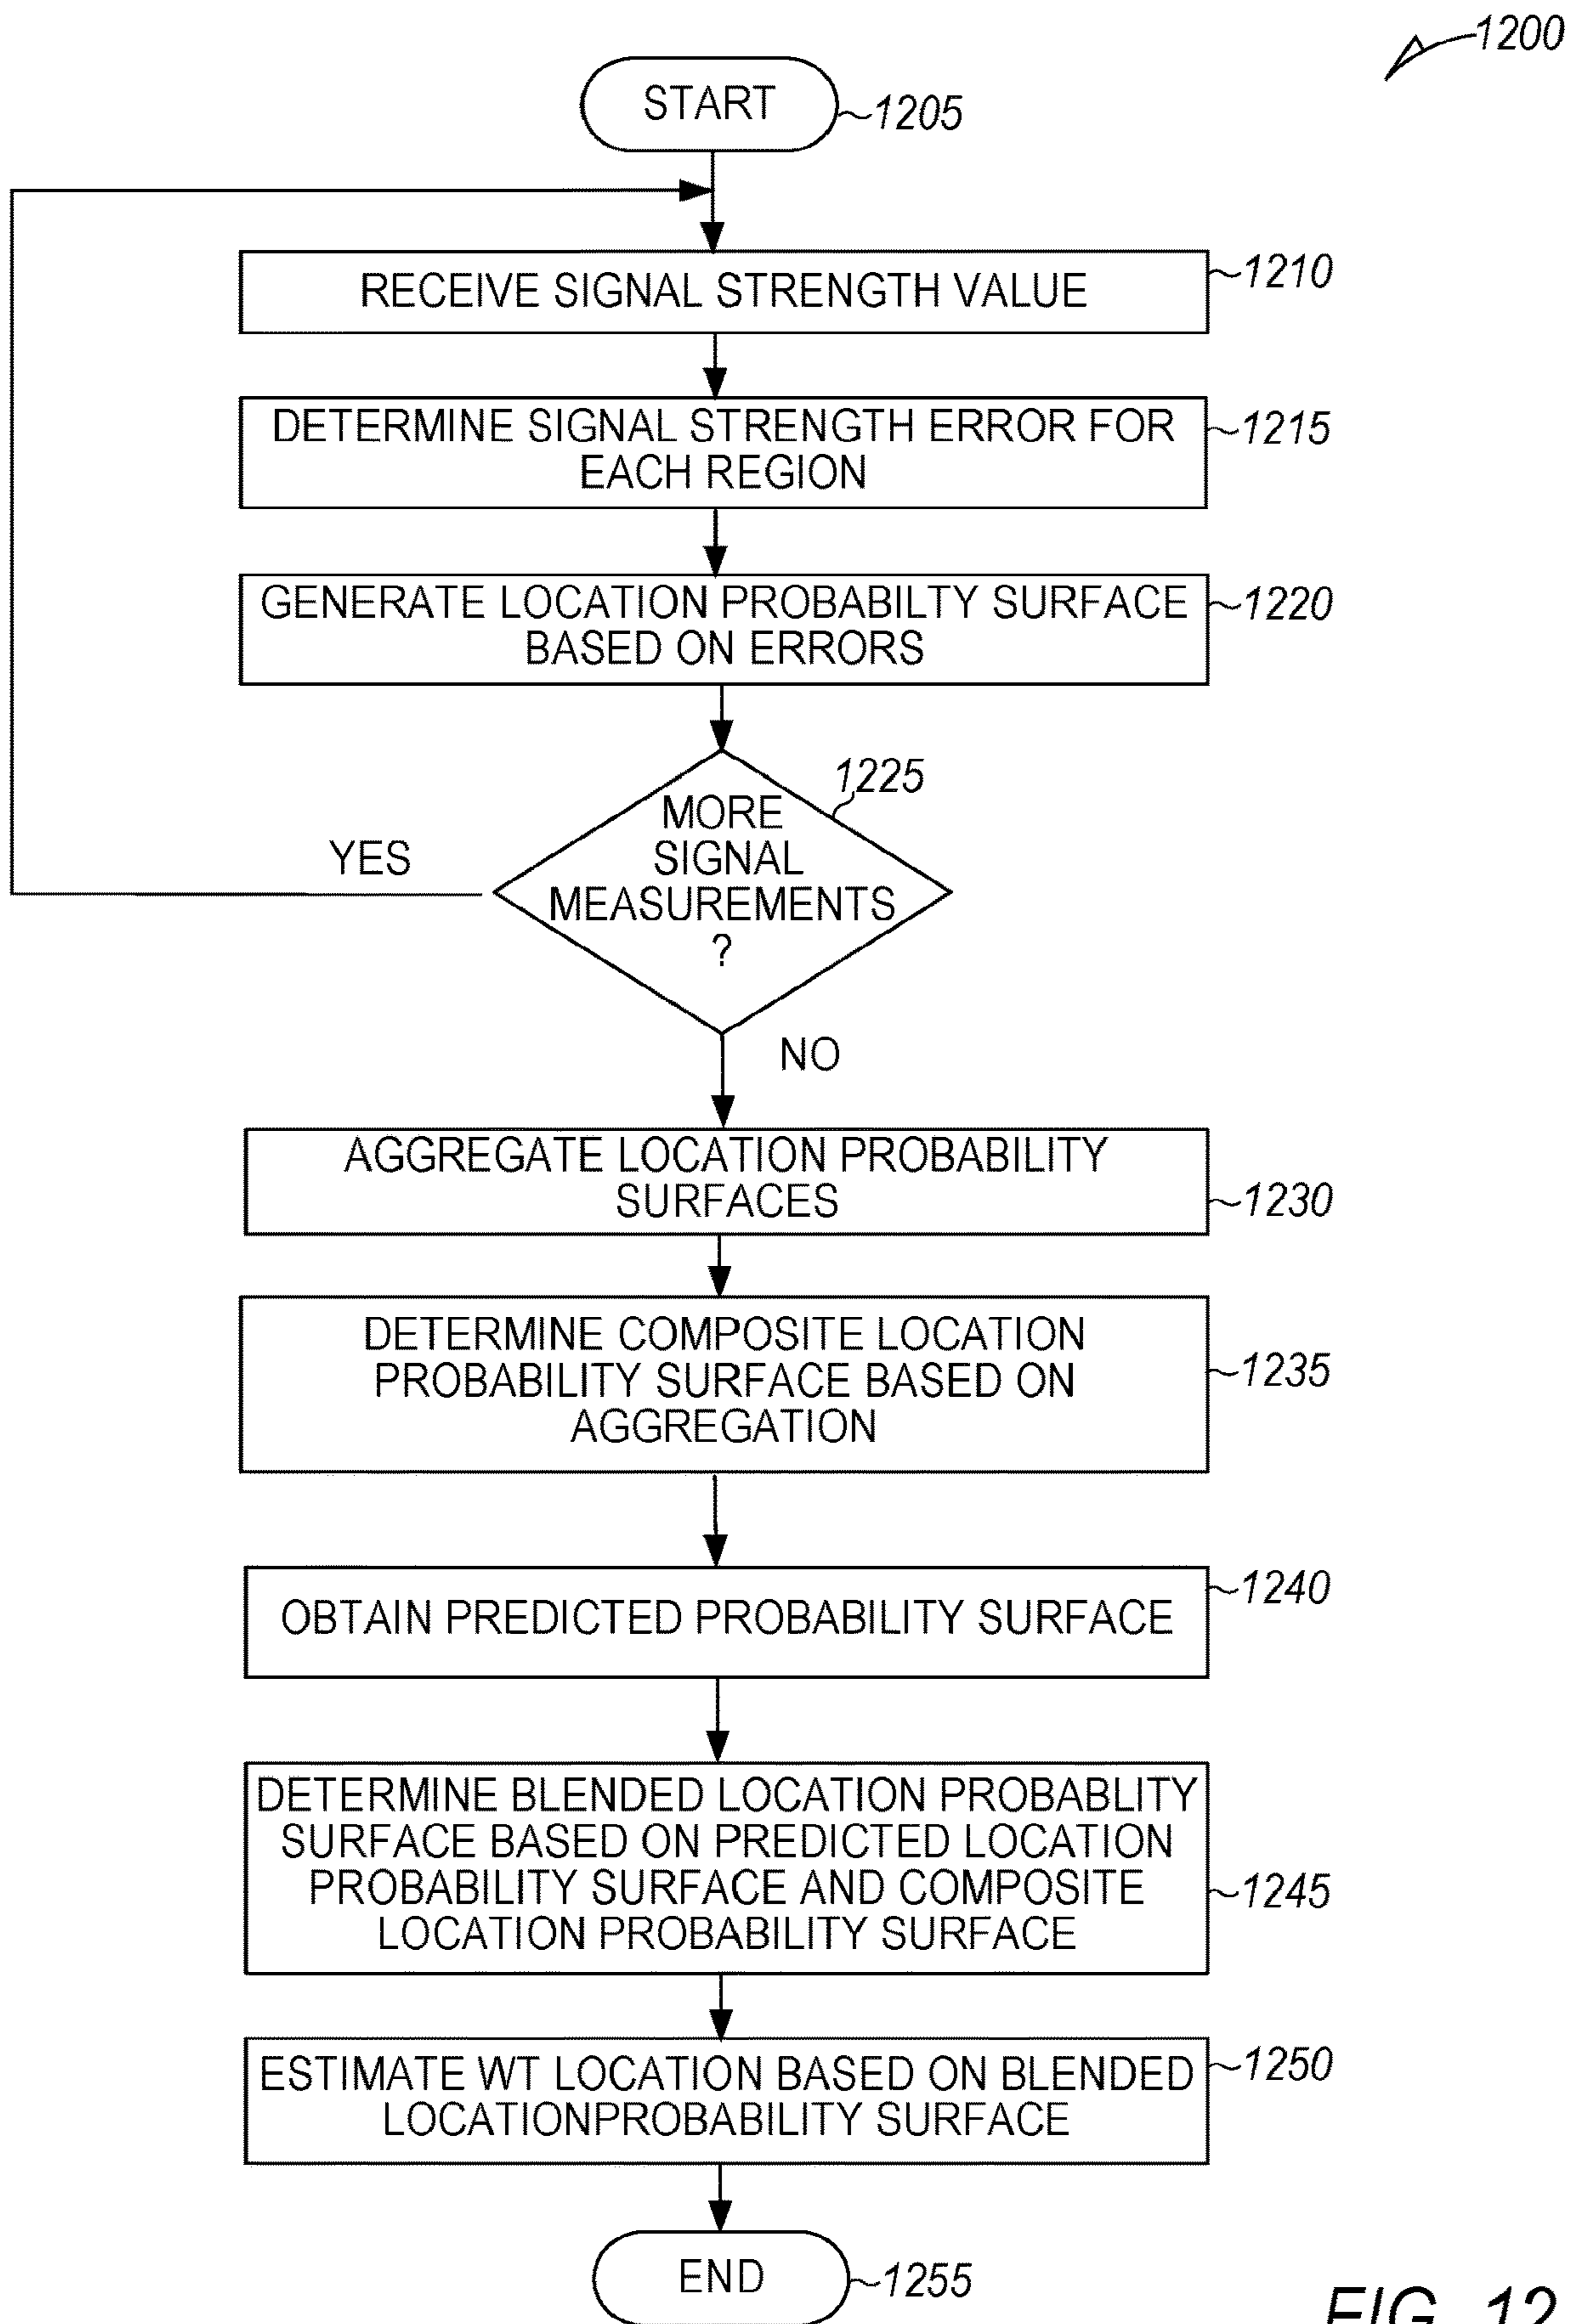 1200
START
1205
RECEIVE SIGNAL STRENGTH VALUE
1210
DETERMINE SIGNAL STRENGTH ERROR FOR
EACH REGION
1215
GENERATE LOCATION PROBABILTY SURFACE
BASED ON ERRORS
1220
1225
MORE
SIGNAL
MEASUREMENTS
?
YES
NO
AGGREGATE LOCATION PROBABILITY
SURFACES
1230
DETERMINE COMPOSITE LOCATION
PROBABILITY SURFACE BASED ON
AGGREGATION
1235
OBTAIN PREDICTED PROBABILITY SURFACE
1240
DETERMINE BLENDED LOCATION PROBABLITY
SURFACE BASED ON PREDICTED LOCATION
PROBABILITY SURFACE AND COMPOSITE
LOCATION PROBABILITY SURFACE
1245
ESTIMATE WT LOCATION BASED ON BLENDED
LOCATIONPROBABILITY SURFACE
1250
END
1255
FIG. 12